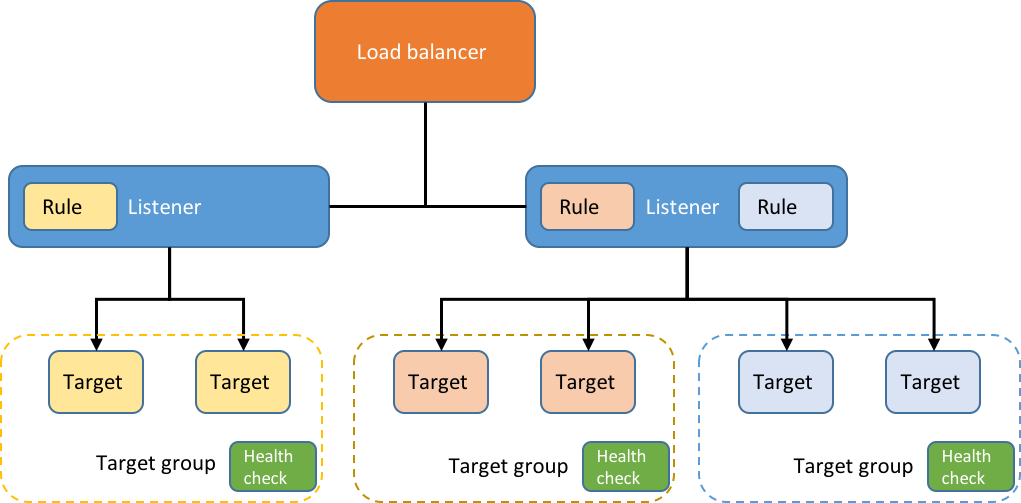 Load balancer
Rule Listener
Rule Listener Rule
Target Target
Target Target
Target Target
Target group
Health
check
Target group
Health
check
Target group
Health
check